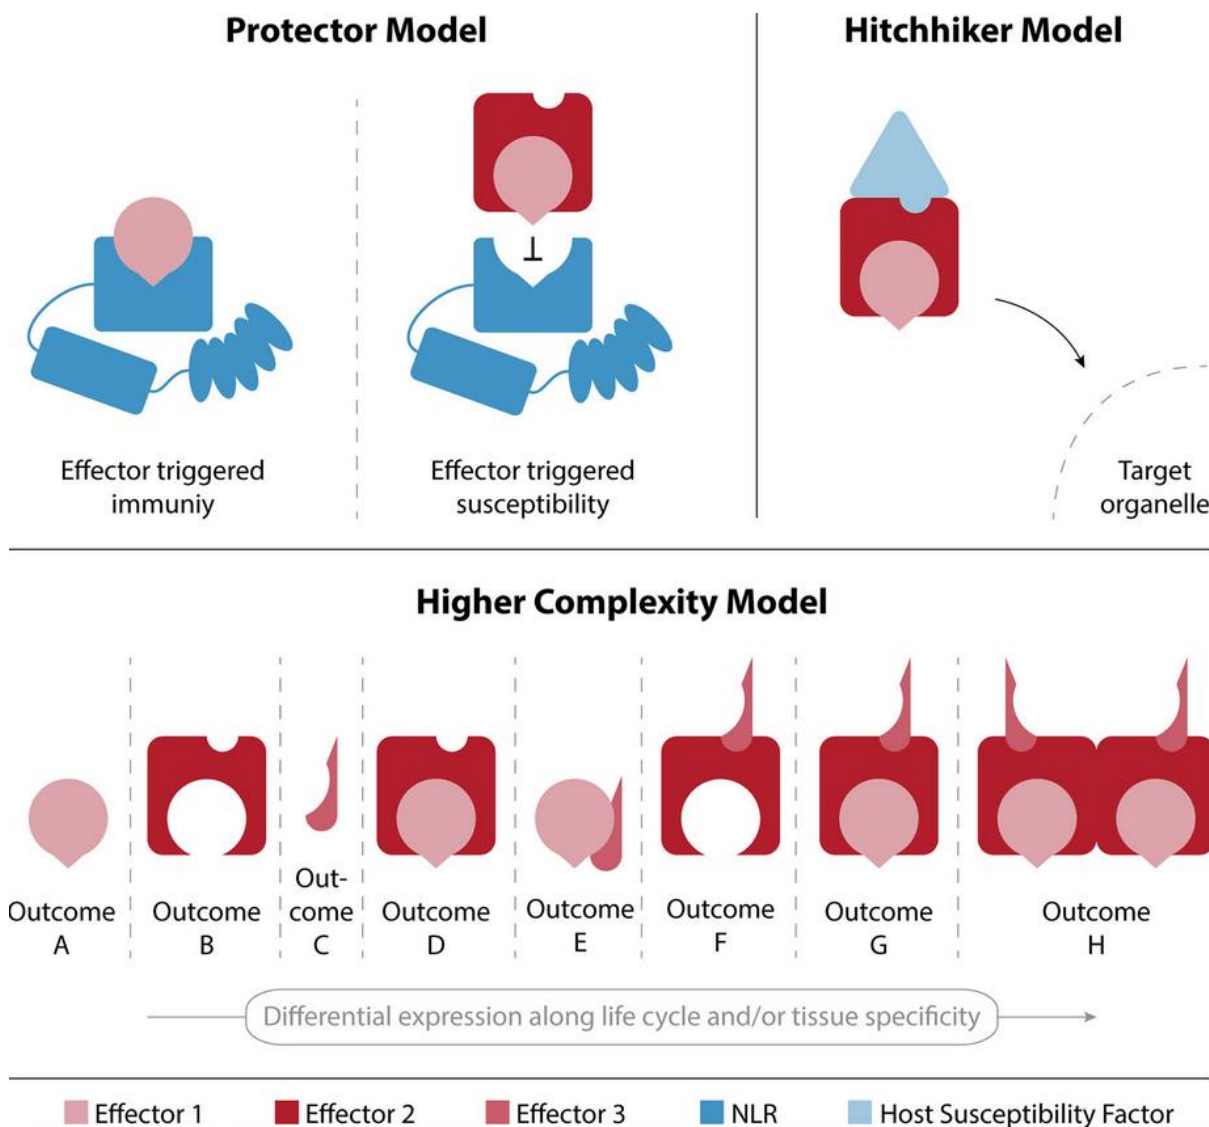 Protector Model
Hitchhiker Model
Effector triggered
immuniy
Effector triggered
susceptibility
Target
organelle
Higher Complexity Model
Outcome
A
Outcome
B
Out-
come
C
Outcome
D
Outcome
E
Outcome
F
Outcome
G
Outcome
H
Differential expression along life cycle and/or tissue specificity
Effector 1
Effector 2
Effector 3
NLR
Host Susceptibility Factor